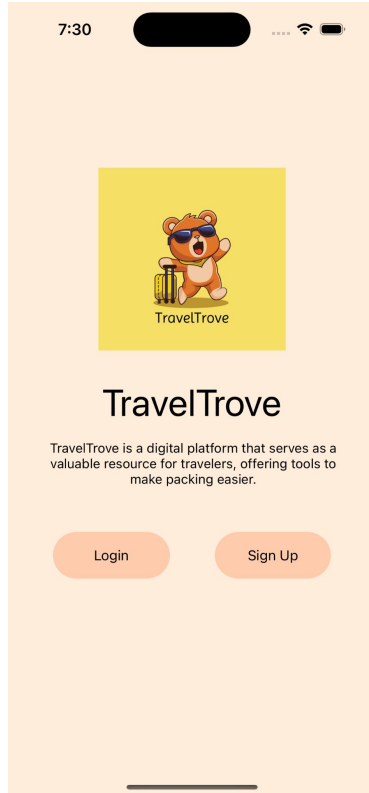 7:30
TravelTrove
TravelTrove
TravelTrove is a digital platform that serves as a
valuable resource for travelers, offering tools to
make packing easier.
Login
Sign Up